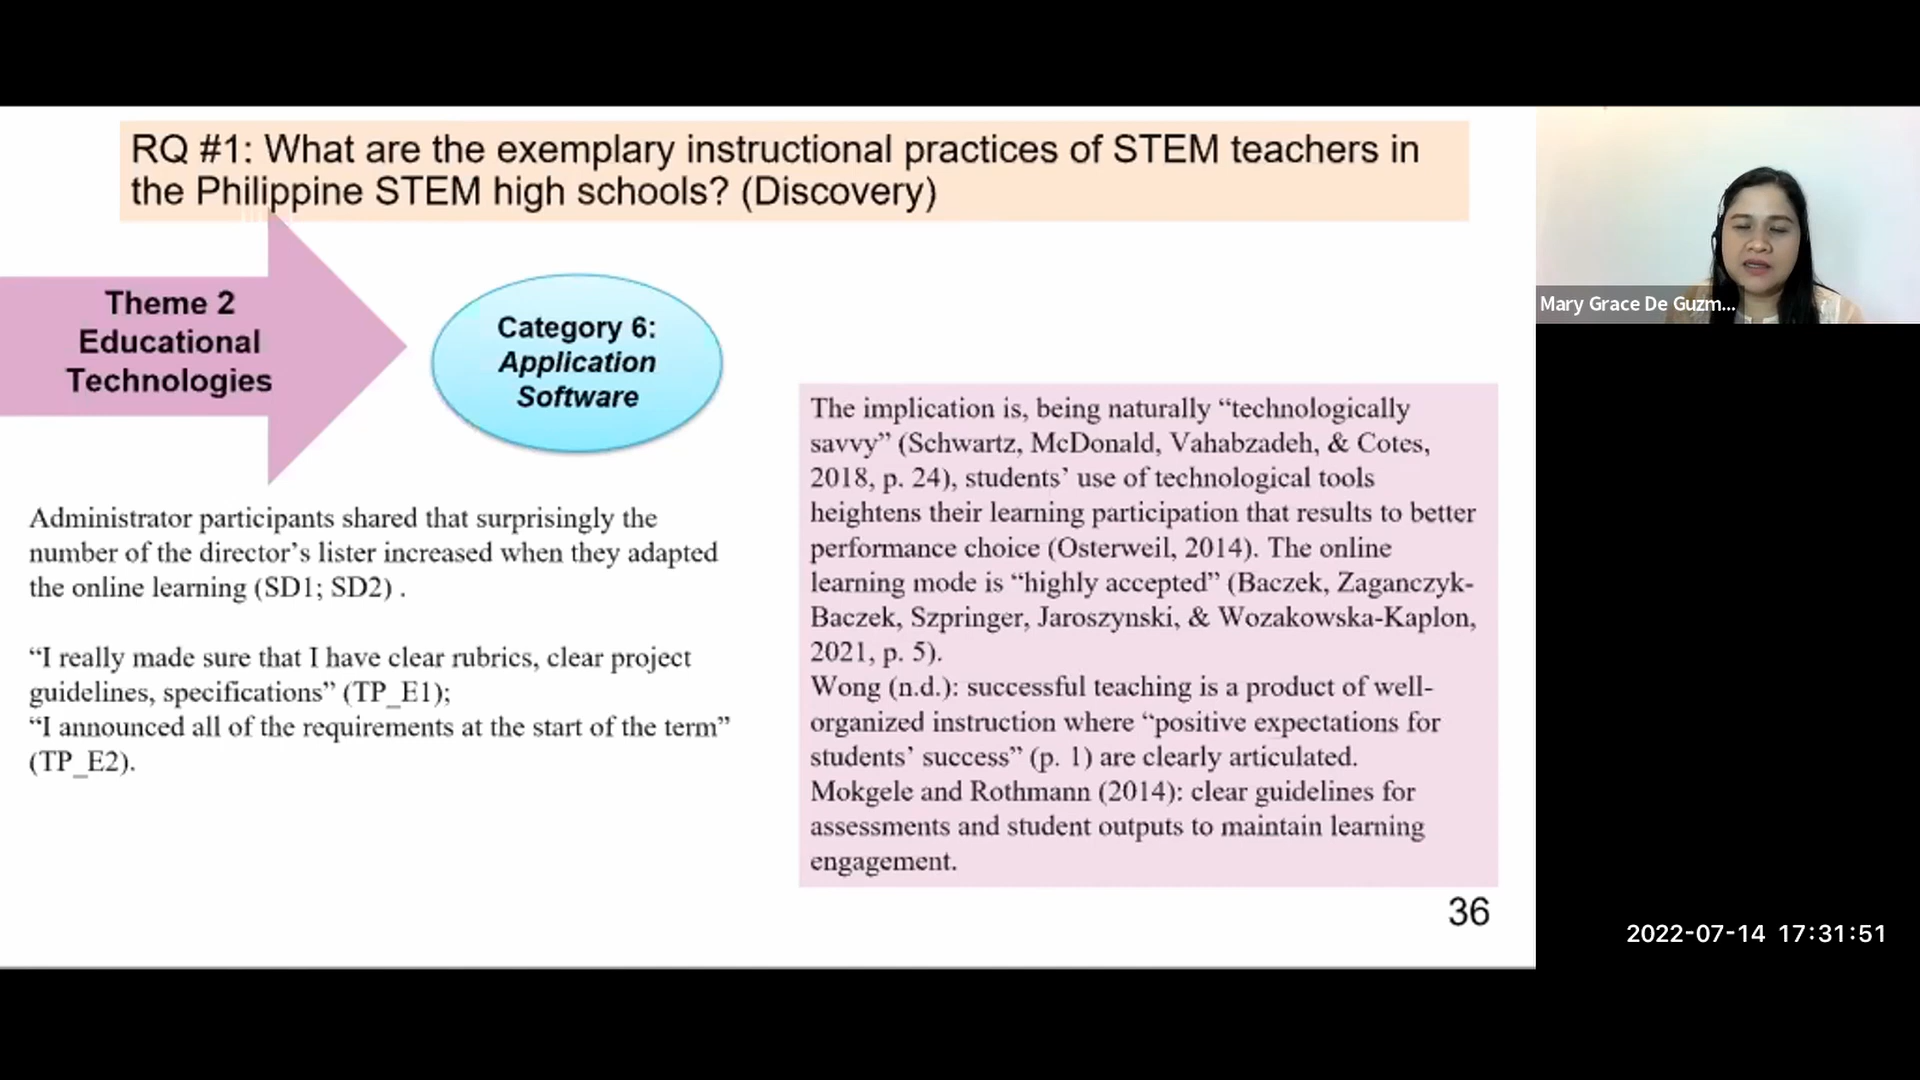 RQ #1: What are the exemplary instructional practices of STEM teachers in
the Philippine STEM high schools? (Discovery)
Theme 2
Educational
Technologies
Category 6:
Application
Software
Administrator participants shared that surprisingly the
number of the director’s lister increased when they adapted
the online learning (SD1; SD2) .
“I really made sure that I have clear rubrics, clear project
guidelines, specifications” (TP_E1);
“I announced all of the requirements at the start of the term”
(TP_E2).
The implication is, being naturally “technologically
savvy” (Schwartz, McDonald, Vahabzadeh, & Cotes,
2018, p. 24), students’ use of technological tools
heightens their learning participation that results to better
performance choice (Osterweil, 2014). The online
learning mode is “highly accepted” (Baczek, Zaganczyk-
Baczek, Szpringer, Jaroszynski, & Wozakowska-Kaplon,
2021, p. 5).
Wong (n.d.): successful teaching is a product of well-
organized instruction where “positive expectations for
students’ success” (p. 1) are clearly articulated.
Mokgele and Rothmann (2014): clear guidelines for
assessments and student outputs to maintain learning
engagement.
36
Mary Grace De Guzm...
2022-07-14 17:31:51